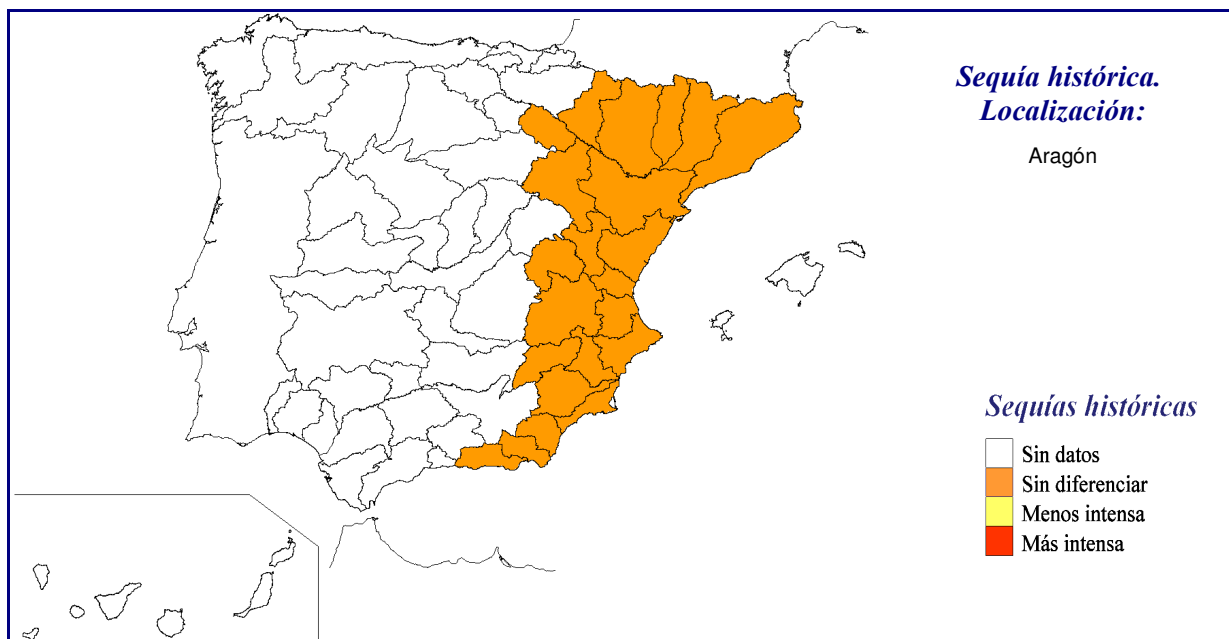 Sequía histórica.
Localización:
Aragón
Sequías históricas
Sin datos
Sin diferenciar
Menos intensa
Más intensa